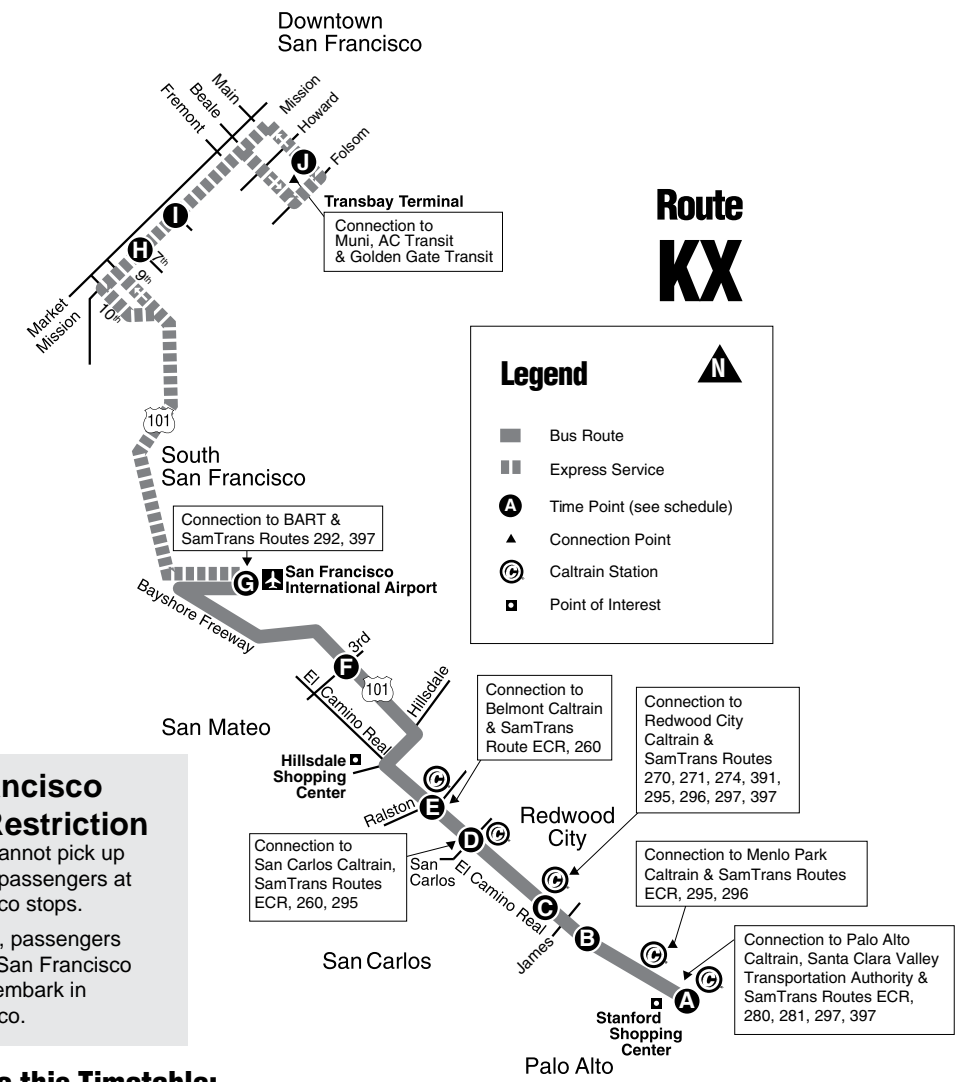 Downtown
San Francisco
Main
Beale
Fremont
Mission
Howard
Folsom
J
Transbay Terminal
Connection to
Muni, AC Transit
& Golden Gate Transit
I
H
7th
9th
10th
Market
Mission
Route
KX
Legend
N
Bus Route
Express Service
A Time Point (see schedule)
Connection Point
Caltrain Station
Point of Interest
101
South
San Francisco
Connection to BART &
SamTrans Routes 292, 397
G
San Francisco
International Airport
Bayshore Freeway
3rd
F
101
El Camino Real
Hillsdale
San Mateo
Hillsdale
Shopping
Center
Connection to
Belmont Caltrain
& SamTrans
Route ECR, 260
Connection to
Redwood City
Caltrain &
SamTrans Routes
270, 271, 274, 391,
295, 296, 297, 397
Ralston
E
D
Redwood
City
San
Carlos
El Camino Real
Connection to
San Carlos Caltrain,
SamTrans Routes
ECR, 260, 295
C
James
B
Connection to Menlo Park
Caltrain & SamTrans Routes
ECR, 295, 296
San Carlos
A
Connection to Palo Alto
Caltrain, Santa Clara Valley
Transportation Authority &
SamTrans Routes ECR,
280, 281, 297, 397
Stanford
Shopping
Center
Palo Alto
pick up
passengers at
stops.
passengers
San Francisco
in
this Timetable: